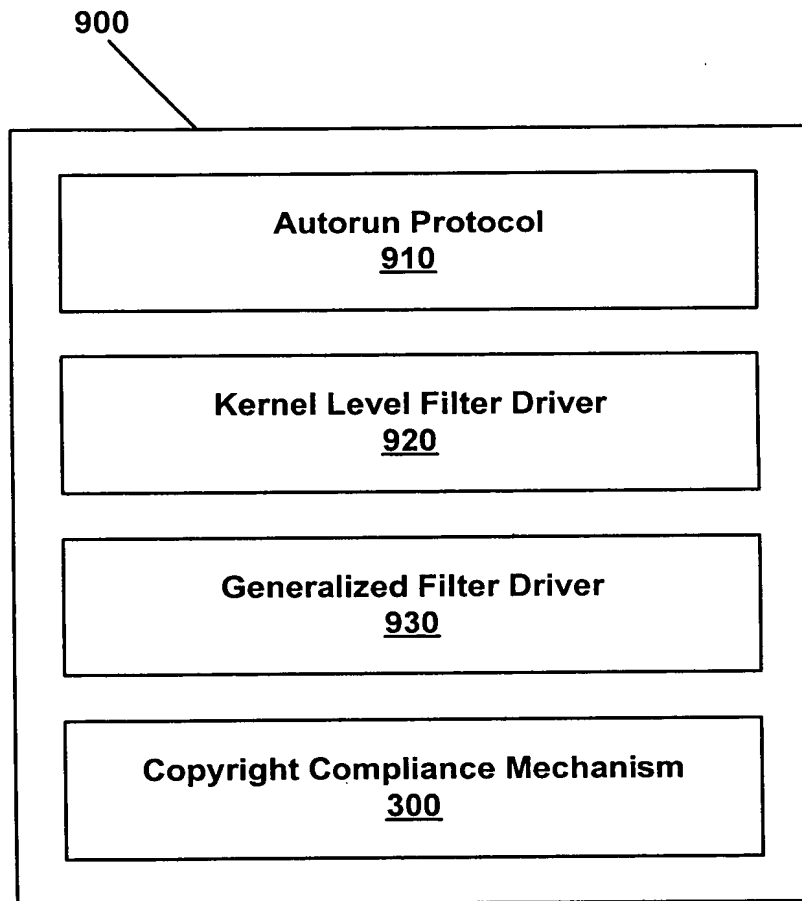 900
Autorun Protocol
910
Kernel Level Filter Driver
920
Generalized Filter Driver
930
Copyright Compliance Mechanism
300